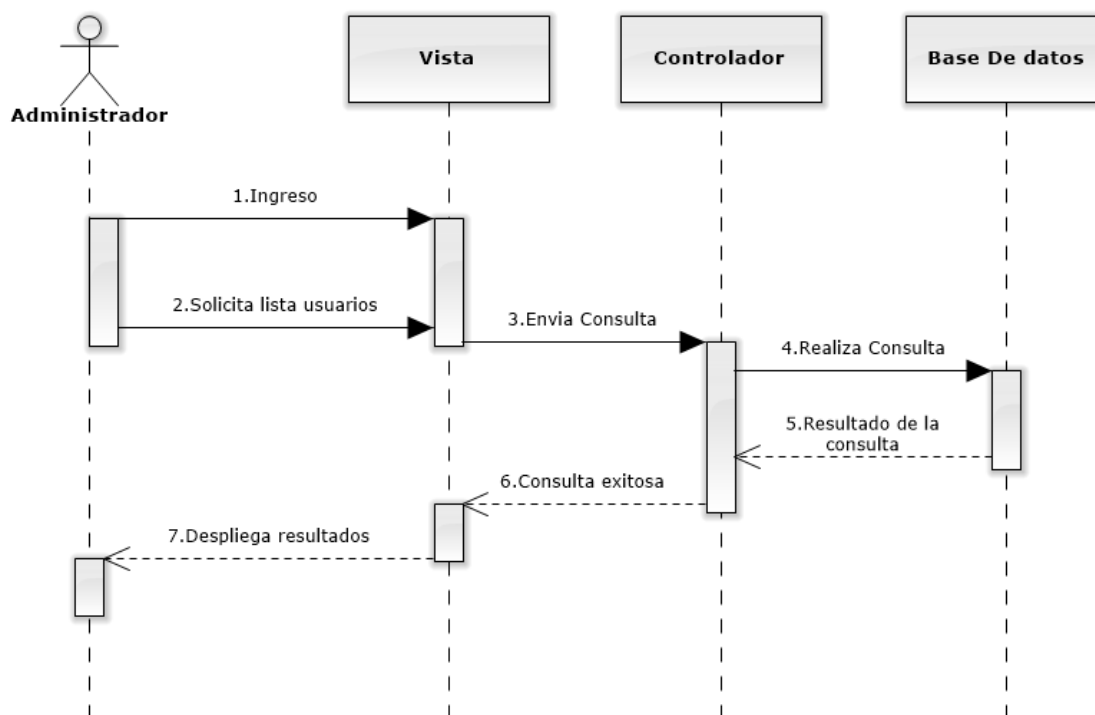 Administrador
Vista
Controlador
Base De datos
1.Ingreso
2.Solicita lista usuarios
3.Envia Consulta
4.Realiza Consulta
5.Resultado de la
consulta
6.Consulta exitosa
7.Despliega resultados